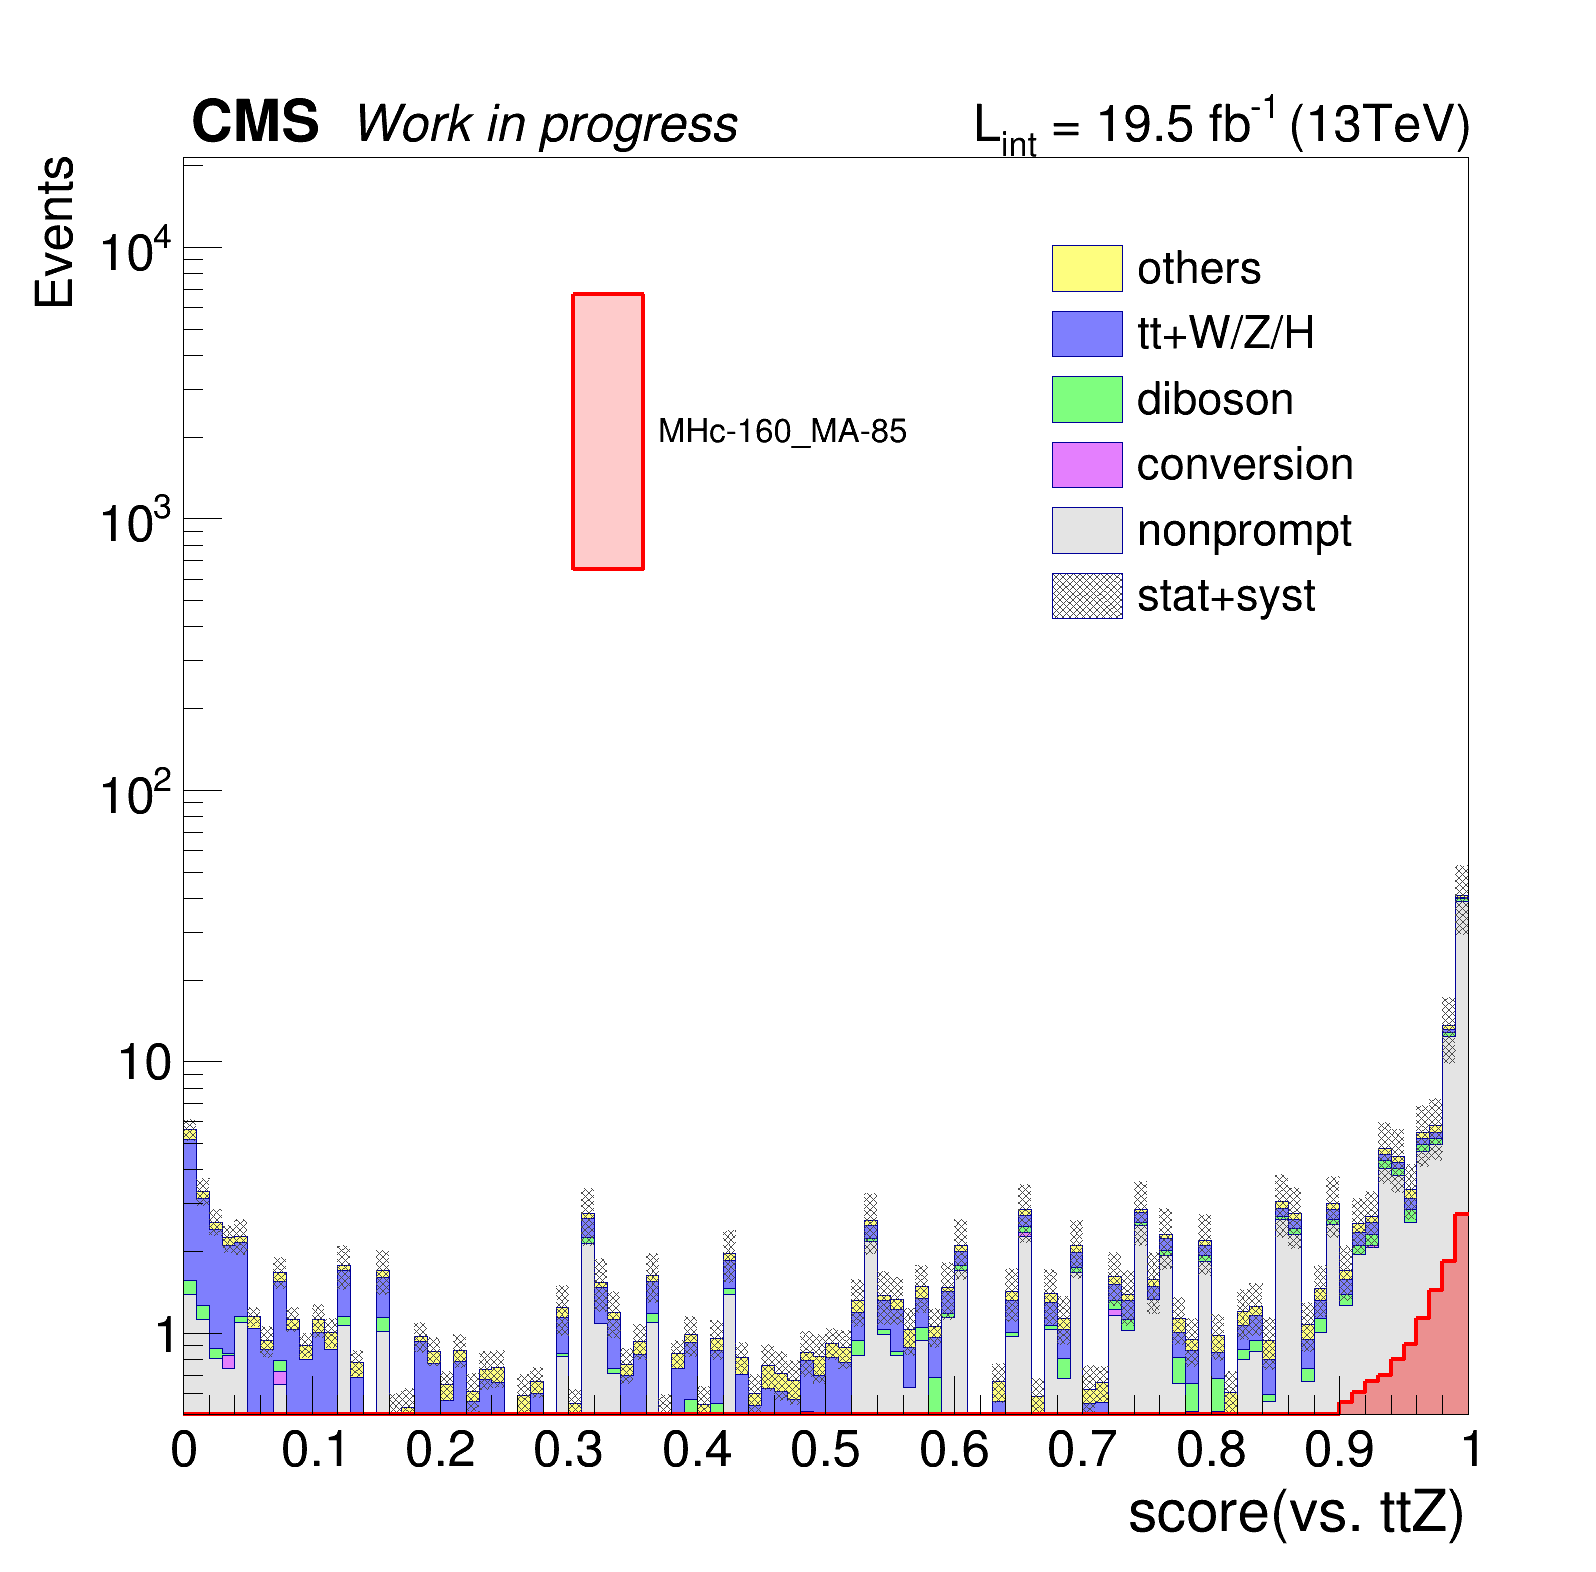 CMS Work in progress
L_int = 19.5 fb^-1 (13TeV)
Events
10^4
10^3
10^2
10
1
others
tt+W/Z/H
diboson
conversion
nonprompt
stat+syst
MHc-160_MA-85
0 0.1 0.2 0.3 0.4 0.5 0.6 0.7 0.8 0.9 1
score(vs. ttZ)